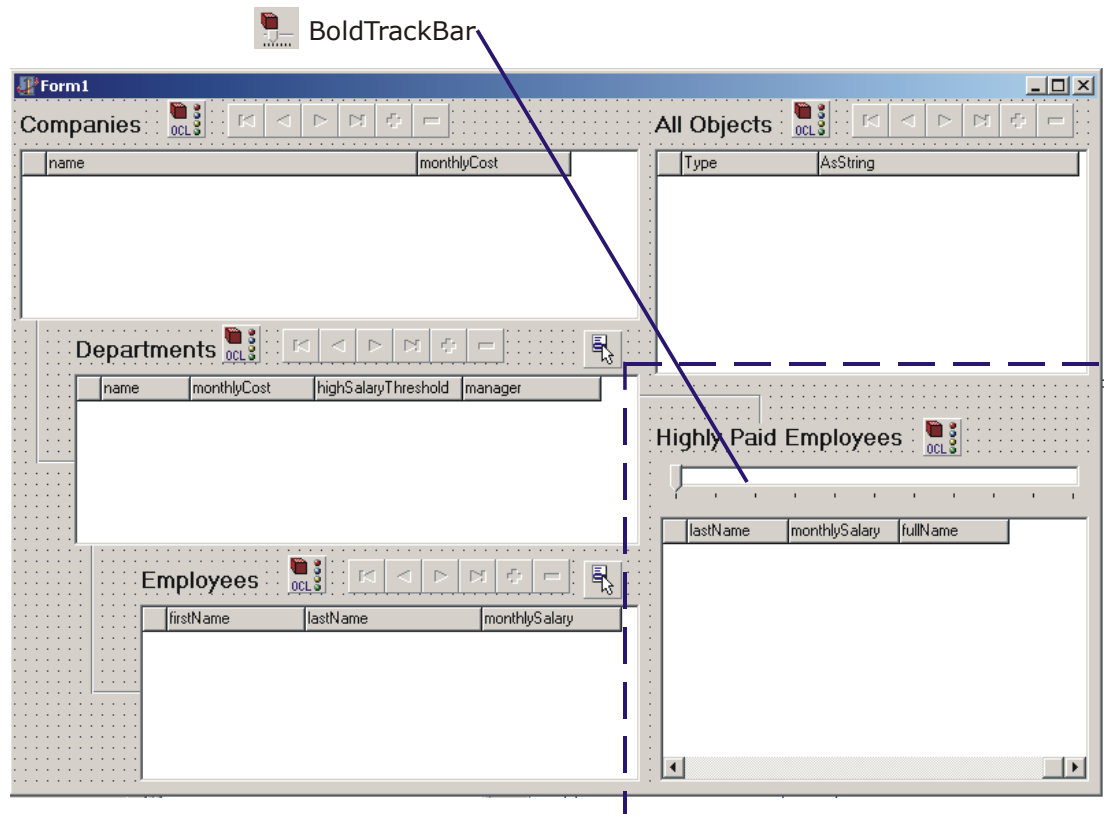 BoldTrackBar
Form1
Companies OCL
name monthlyCost
All Objects OCL
Type AsString
Departments OCL
name monthlyCost highSalaryThreshold manager
Highly Paid Employees OCL
lastName monthlySalary fullName
Employees OCL
firstName lastName monthlySalary